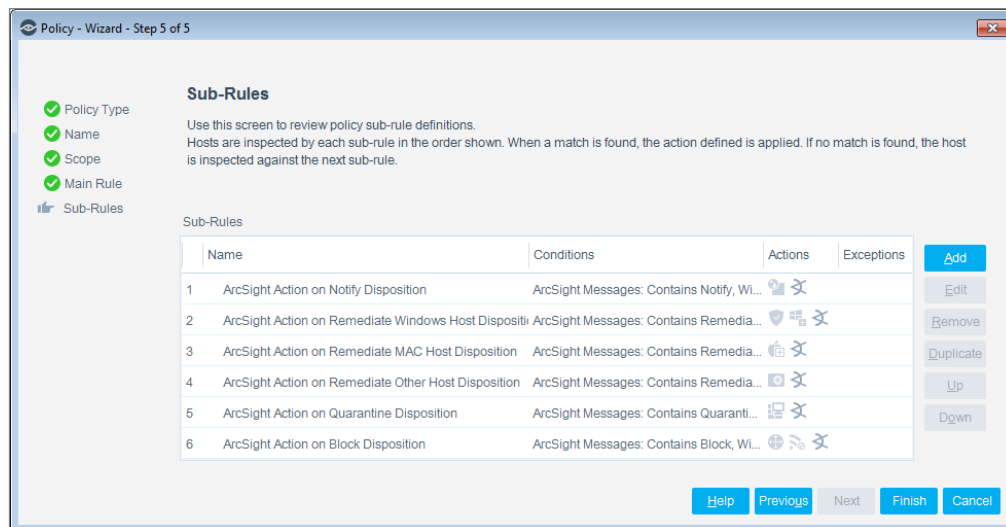 Policy - Wizard - Step 5 of 5
Policy Type
Name
Scope
Main Rule
Sub-Rules
Sub-Rules
Use this screen to review policy sub-rule definitions.
Hosts are inspected by each sub-rule in the order shown. When a match is found, the action defined is applied. If no match is found, the host
is inspected against the next sub-rule.
Sub-Rules
Name Conditions Actions Exceptions
1 ArcSight Action on Notify Disposition ArcSight Messages: Contains Notify, Wi...
2 ArcSight Action on Remediate Windows Host Dispositi ArcSight Messages: Contains Remedia...
3 ArcSight Action on Remediate MAC Host Disposition ArcSight Messages: Contains Remedia...
4 ArcSight Action on Remediate Other Host Disposition ArcSight Messages: Contains Remedia...
5 ArcSight Action on Quarantine Disposition ArcSight Messages: Contains Quaranti...
6 ArcSight Action on Block Disposition ArcSight Messages: Contains Block, Wi...
Add
Edit
Remove
Duplicate
Up
Down
Help Previous Next Finish Cancel